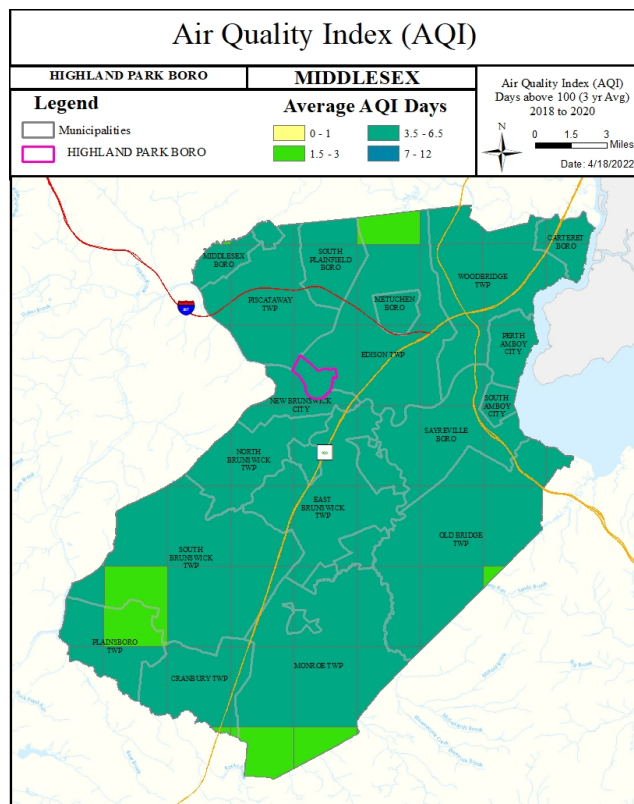 Air Quality Index (AQI)
HIGHLAND PARK BORO
MIDDLESEX
Legend
Municipalities
HIGHLAND PARK BORO
Average AQI Days
0 - 1
1.5 - 3
3.5 - 6.5
7 - 12
Air Quality Index (AQI)
Days above 100 (3 yr Avg)
2018 to 2020
N
0 1.5 3
Miles
Date: 4/18/2022
CARTERET
BORO
MIDDLESEX
BORO
SOUTH
PLAINFIELD
BORO
WOODBRIDGE
TWP
PISCATAWAY
TWP
METUCHEN
BORO
PERTH
AMBOY
CITY
EDISON TWP
NEW BRUNSWICK
CITY
SOUTH
AMBOY
CITY
SAYREVILLE
BORO
NORTH
BRUNSWICK
TWP
EAST
BRUNSWICK
TWP
OLD BRIDGE
TWP
SOUTH
BRUNSWICK
TWP
PLAINSBORO
TWP
MONROE TWP
CRANBURY TWP